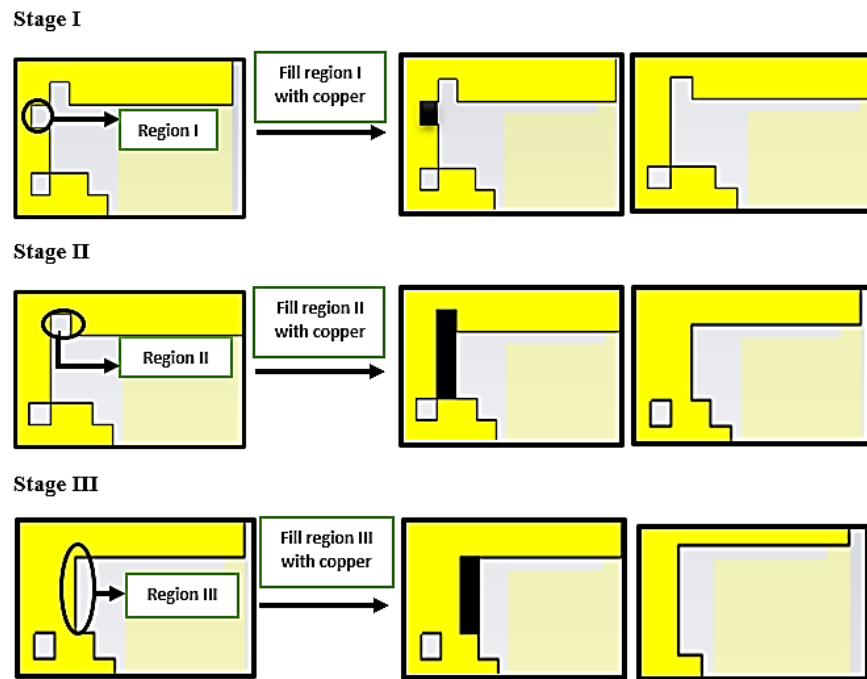 Stage I
Region I
Fill region I
with copper
Stage II
Region II
Fill region II
with copper
Stage III
Region III
Fill region III
with copper